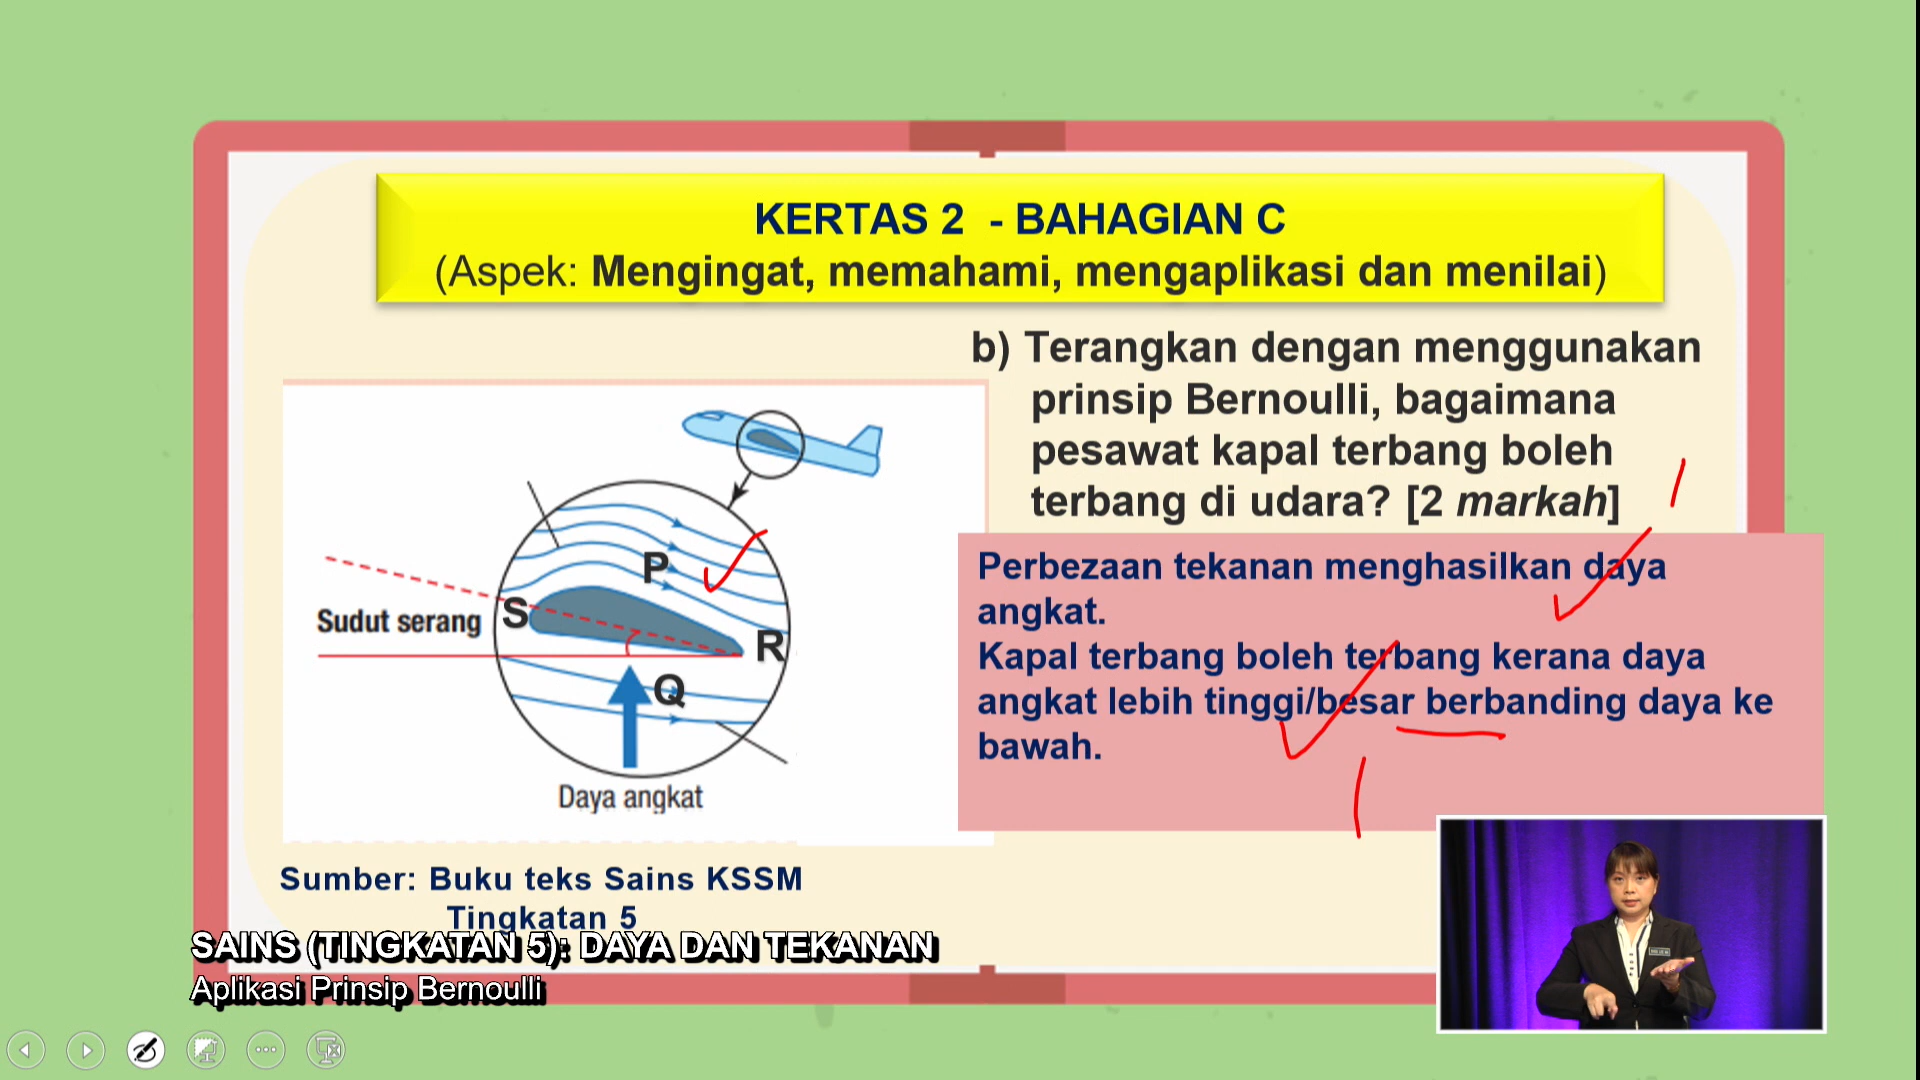 KERTAS 2 - BAHAGIAN C
(Aspek: Mengingat, memahami, mengaplikasi dan menilai)
b) Terangkan dengan menggunakan
prinsip Bernoulli, bagaimana
pesawat kapal terbang boleh
terbang di udara? [2 markah]
P
S
Sudut serang
R
Q
Daya angkat
Perbezaan tekanan menghasilkan daya
angkat.
Kapal terbang boleh terbang kerana daya
angkat lebih tinggi/besar berbanding daya ke
bawah.
Sumber: Buku teks Sains KSSM
Tingkatan 5
SAINS (TINGKATAN 5): DAYA DAN TEKANAN
Aplikasi Prinsip Bernoulli